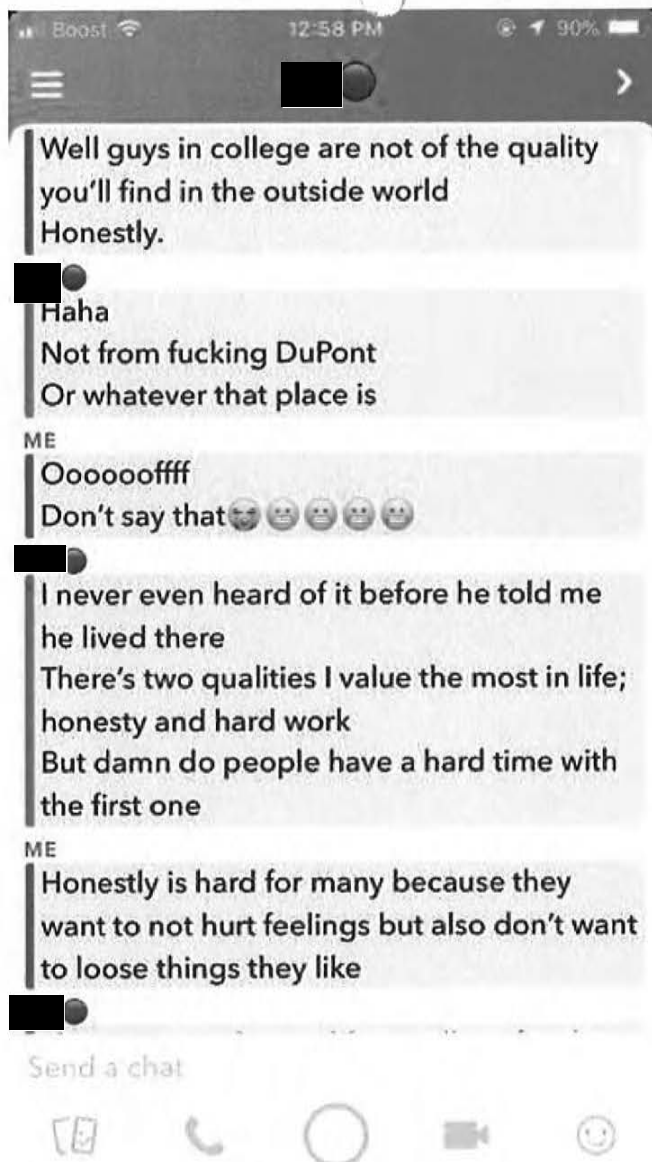 Boost 12:58 PM 90%
Well guys in college are not of the quality
you'll find in the outside world
Honestly.
Haha
Not from fucking DuPont
Or whatever that place is
ME
Ooooooffff
Don't say that😭😬😬😬😬
I never even heard of it before he told me
he lived there
There's two qualities I value the most in life;
honesty and hard work
But damn do people have a hard time with
the first one
ME
Honestly is hard for many because they
want to not hurt feelings but also don't want
to loose things they like
Send a chat